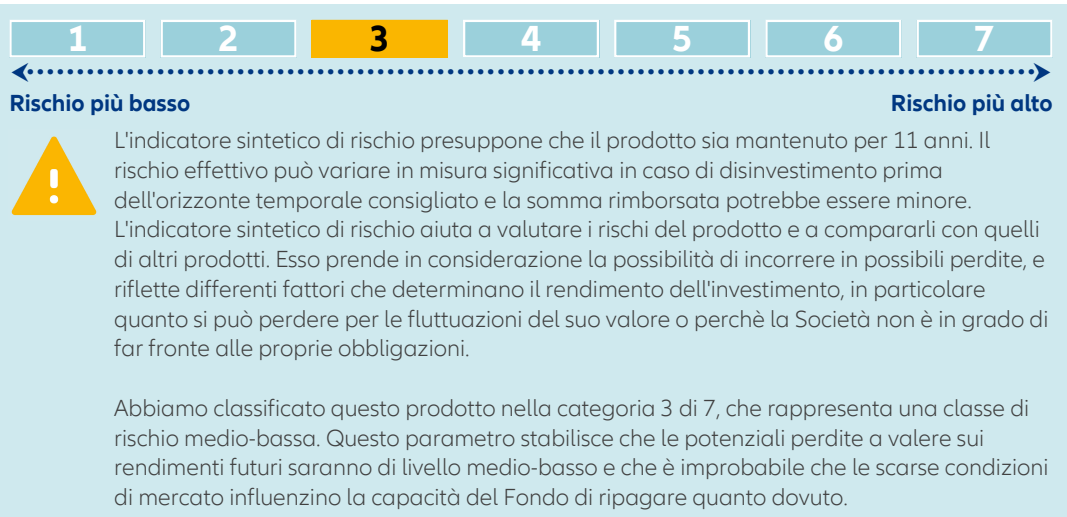 1 2 3 4 5 6 7
Rischio più basso Rischio più alto
L'indicatore sintetico di rischio presuppone che il prodotto sia mantenuto per 11 anni. Il
rischio effettivo può variare in misura significativa in caso di disinvestimento prima
dell'orizzonte temporale consigliato e la somma rimborsata potrebbe essere minore.
L'indicatore sintetico di rischio aiuta a valutare i rischi del prodotto e a compararli con quelli
di altri prodotti. Esso prende in considerazione la possibilità di incorrere in possibili perdite, e
riflette differenti fattori che determinano il rendimento dell'investimento, in particolare
quanto si può perdere per le fluttuazioni del suo valore o perchè la Società non è in grado di
far fronte alle proprie obbligazioni.
Abbiamo classificato questo prodotto nella categoria 3 di 7, che rappresenta una classe di
rischio medio-bassa. Questo parametro stabilisce che le potenziali perdite a valere sui
rendimenti futuri saranno di livello medio-basso e che è improbabile che le scarse condizioni
di mercato influenzino la capacità del Fondo di ripagare quanto dovuto.